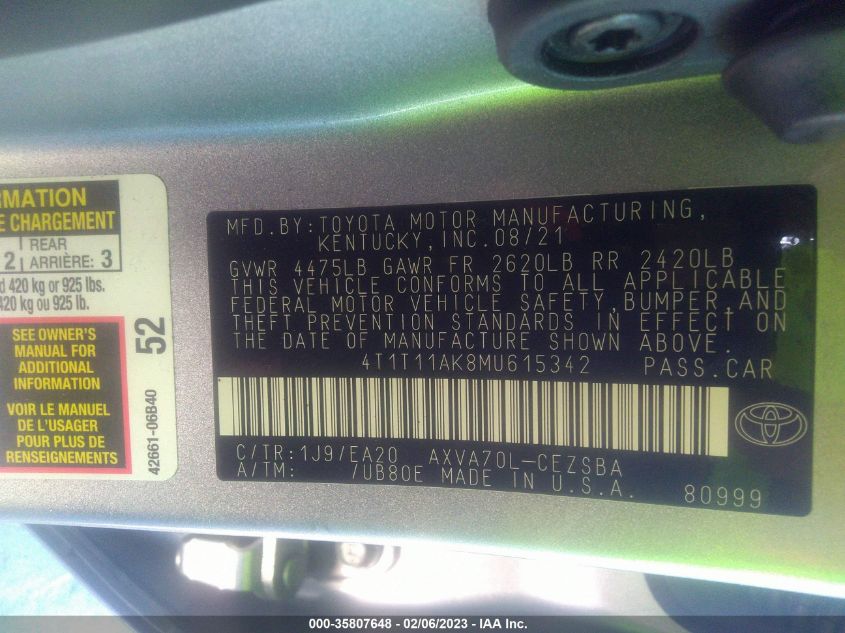 RMATION
E CHARGEMENT
2 REAR
ARRIÈRE: 3
d 420 kg or 925 lbs.
420 kg ou 925 lb.
SEE OWNER'S
MANUAL FOR
ADDITIONAL
INFORMATION
VOIR LE MANUEL
DE L'USAGER
POUR PLUS DE
RENSEIGNEMENTS
52
42661-06B40
MFD.BY:TOYOTA MOTOR MANUFACTURING,
KENTUCKY,INC.08/21
GVWR 4475LB GAWR FR 2620LB RR 2420LB
THIS VEHICLE CONFORMS TO ALL APPLICABLE
FEDERAL MOTOR VEHICLE SAFETY,BUMPER,AND
THEFT PREVENTION STANDARDS IN EFFECT ON
THE DATE OF MANUFACTURE SHOWN ABOVE.
4T1T11AK8MU615342 PASS.CAR
C/TR:1J9/EA20 AXVA70L-CEZSBA
A/TM: /UB80E MADE IN U.S.A. 80999
000-35807648 - 02/06/2023 - IAA Inc.